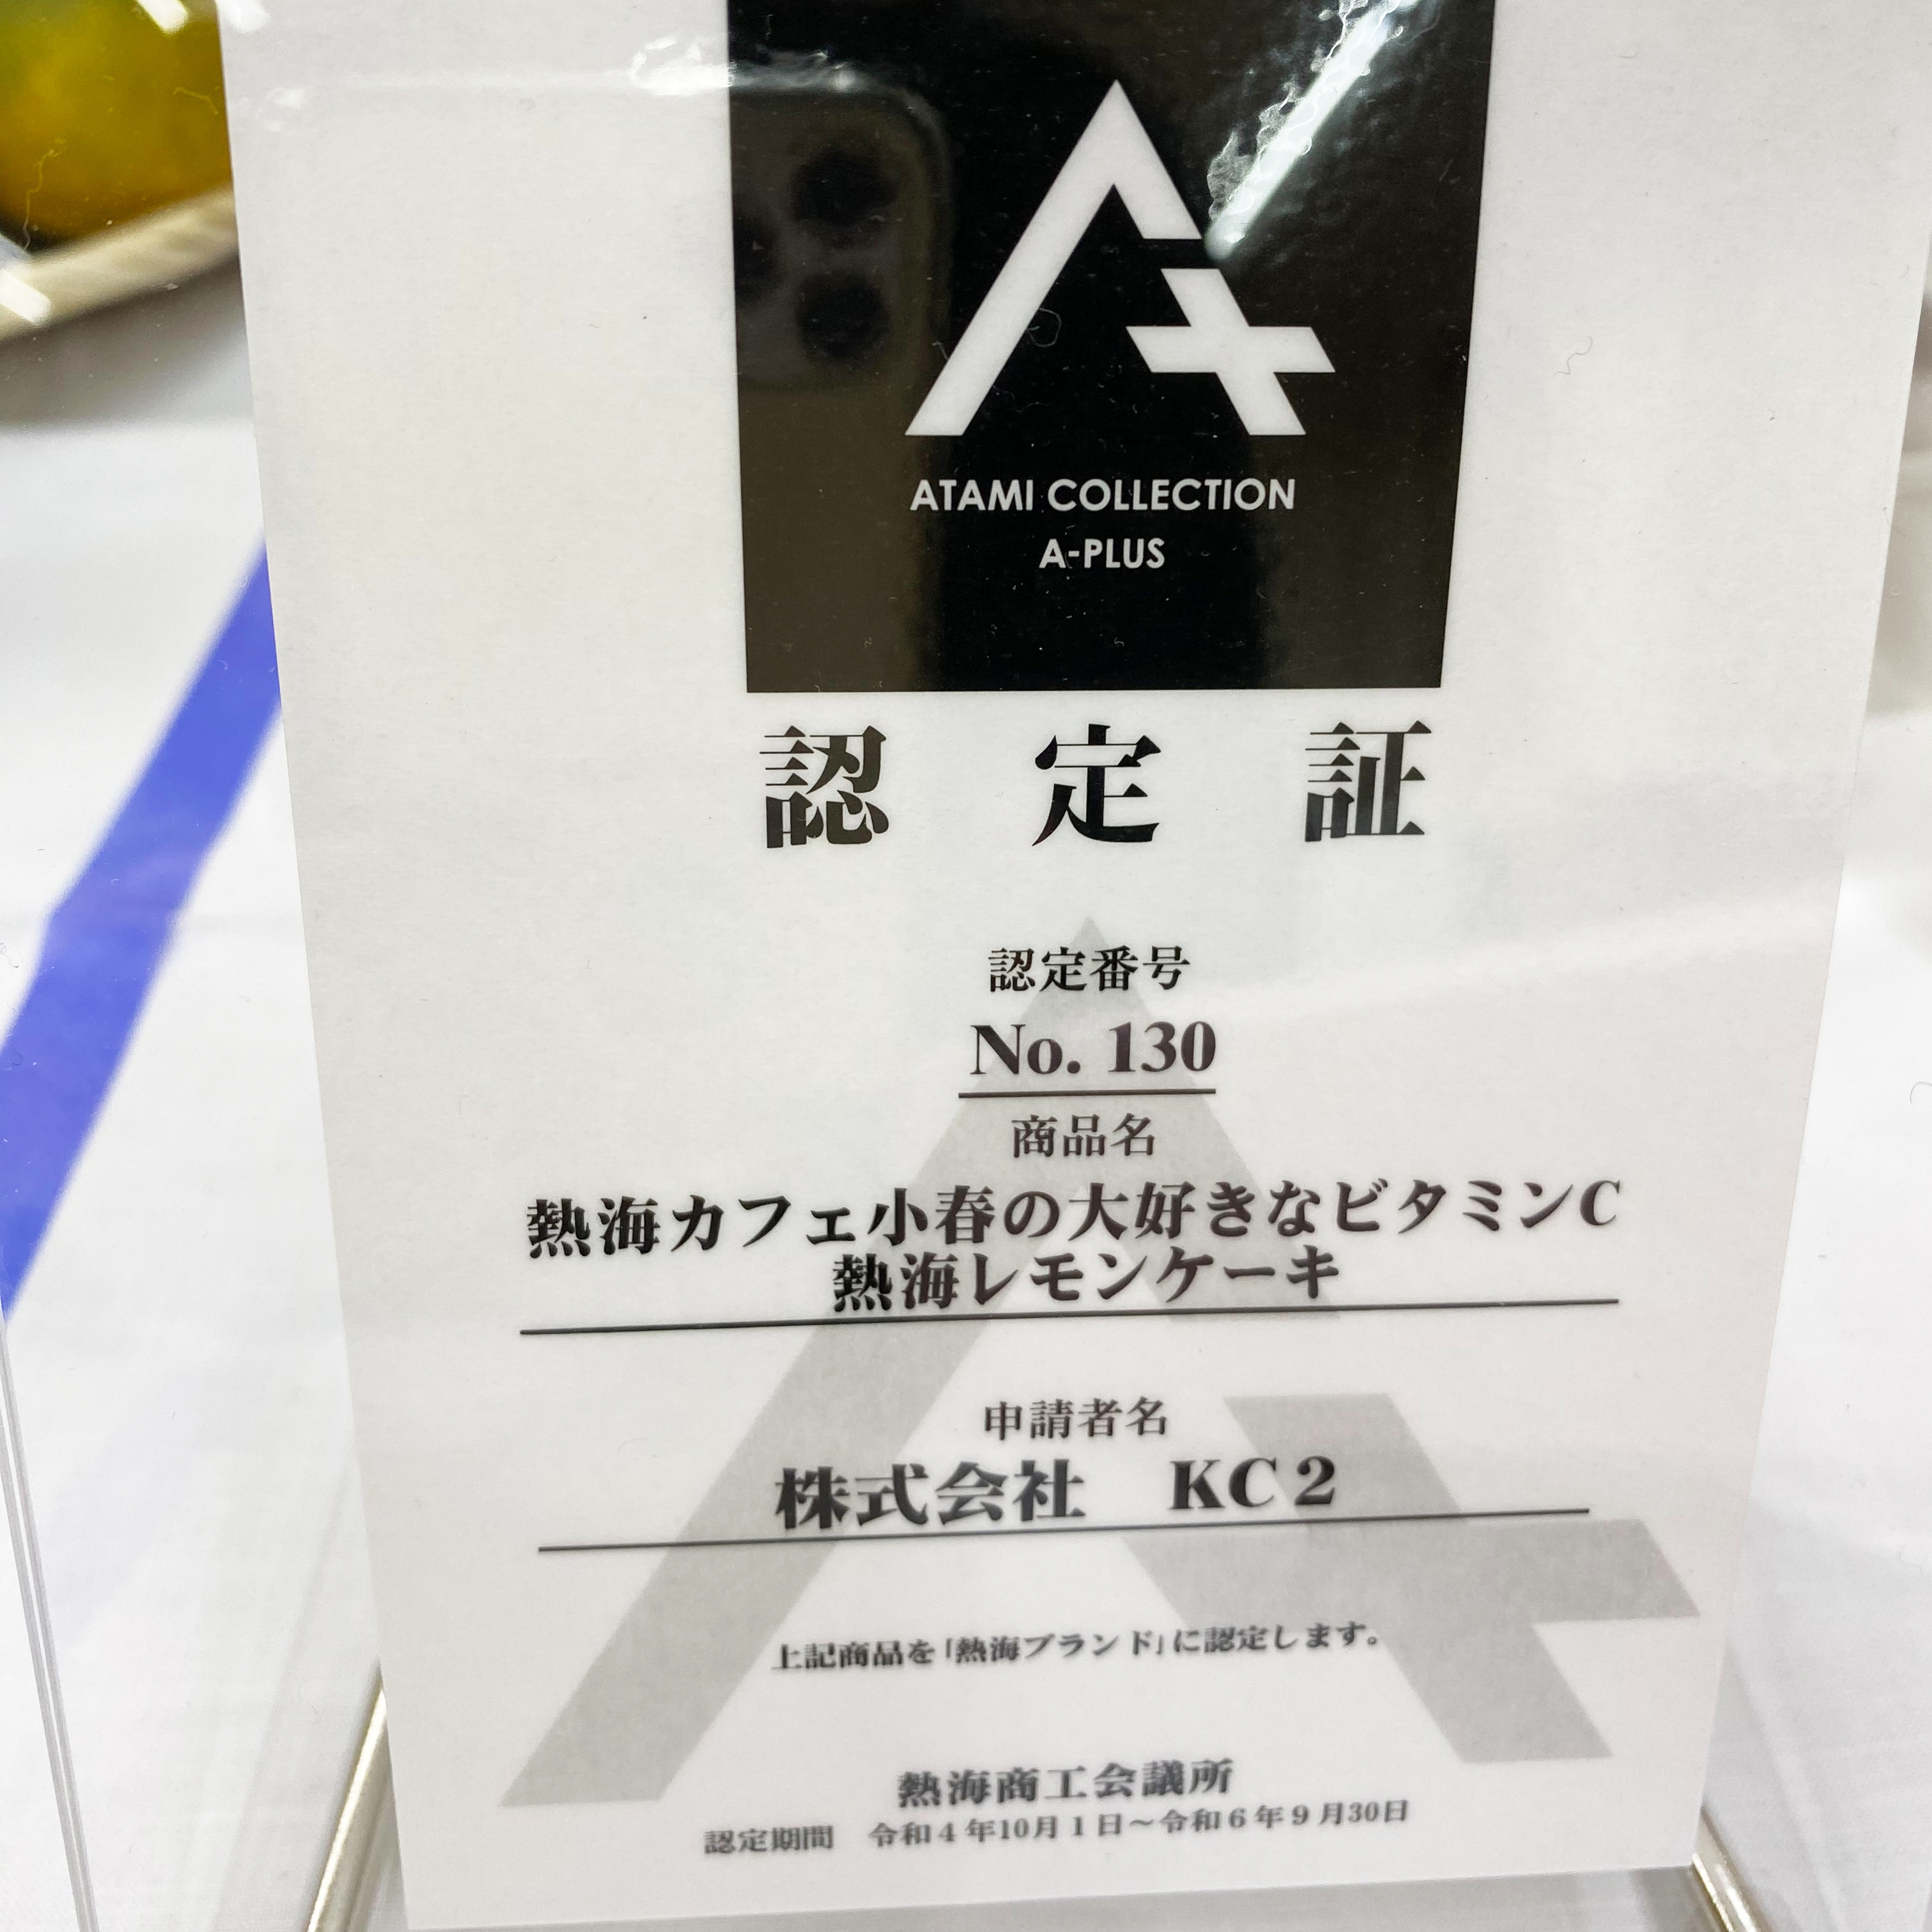 ATAMI COLLECTION
A-PLUS
認定証
認定番号
No. 130
商品名
熱海カフェ小春の大好きなビタミンC
熱海レモンケーキ
申請者名
株式会社　KC２
上記商品を「熱海ブランド」に認定します。
熱海商工会議所
認定期間　令和４年10月１日～令和６年９月30日